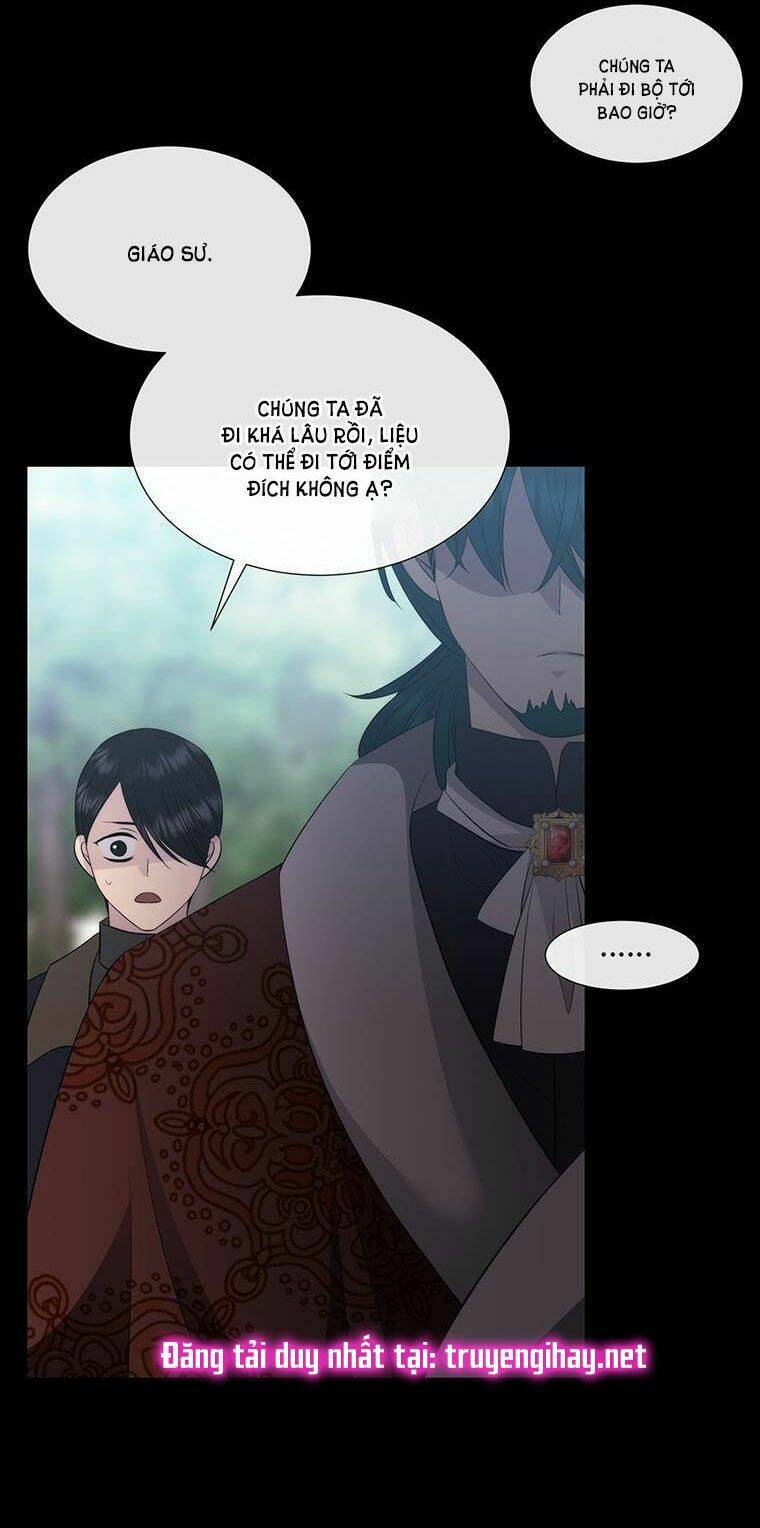 CHÚNG TA
PHẢI ĐI BỘ TỚI
BAO GIỜ?
GIÁO SƯ.
CHÚNG TA ĐÃ
ĐI KHÁ LÂU RỒI, LIỆU
CÓ THỂ ĐI TỚI ĐIỂM
ĐÍCH KHÔNG Ạ?
......
Đăng tải duy nhất tại: truyengihay.net